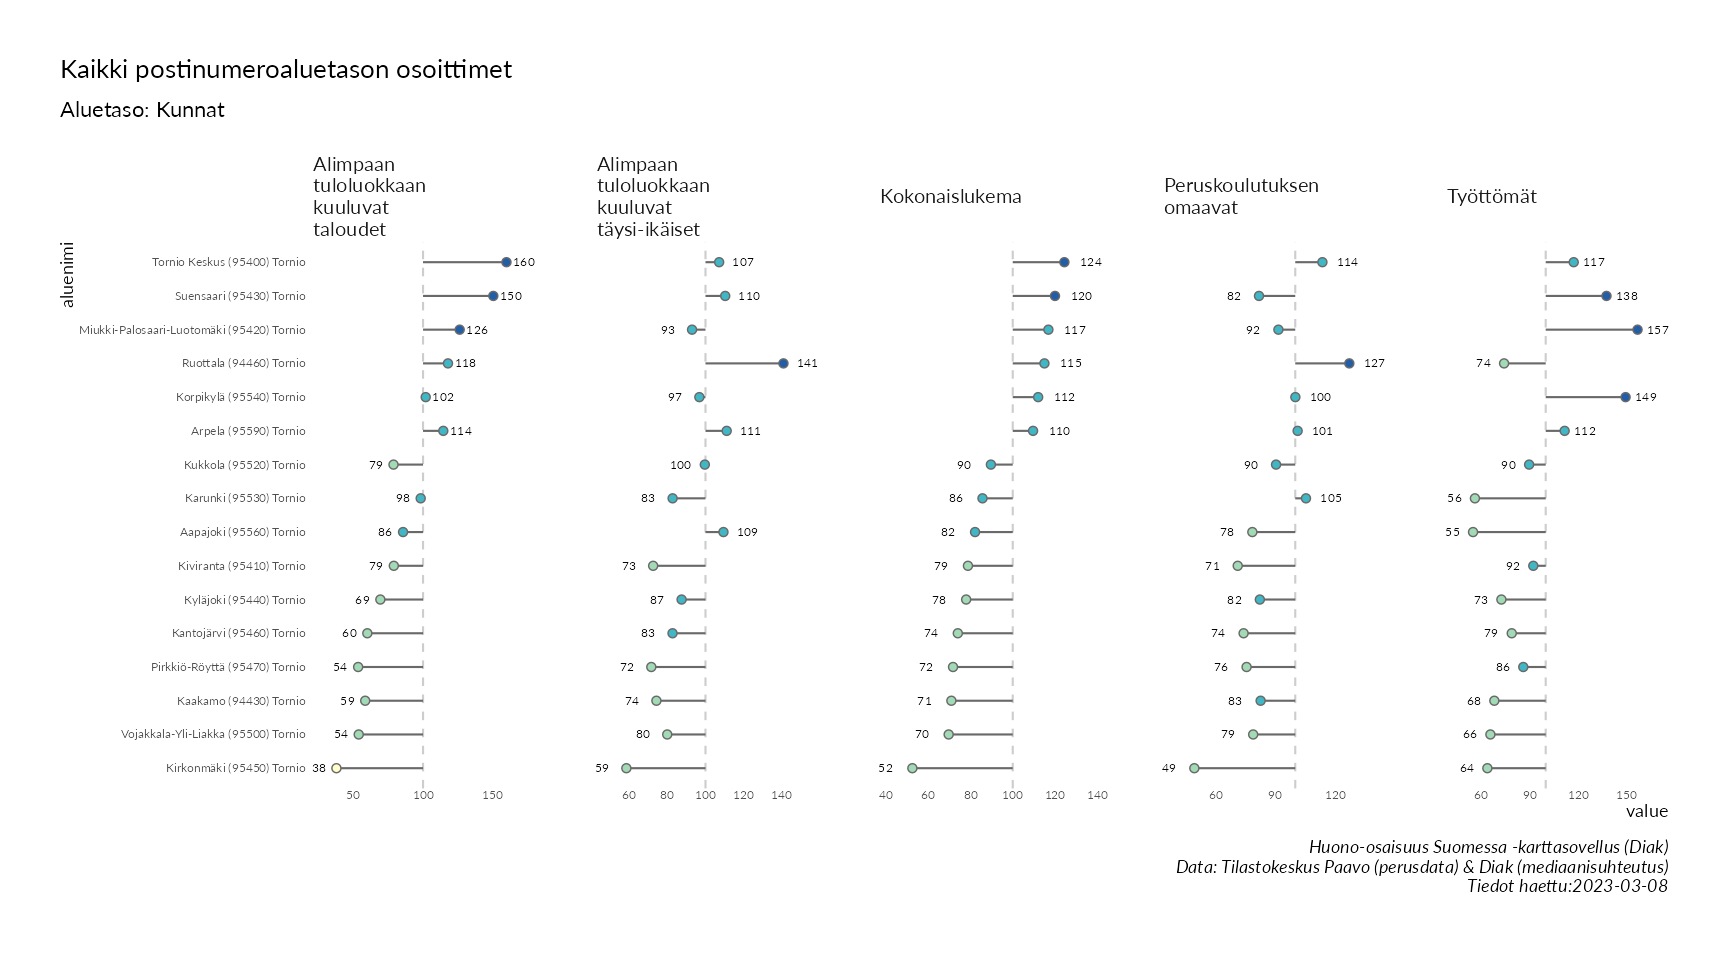 Kaikki postinumeroaluetason osoittimet
Aluetaso: Kunnat
Alimpaan
tuloluokkaan
kuuluvat
taloudet
Alimpaan
tuloluokkaan
kuuluvat
täysi-ikäiset
Kokonaislukema
Peruskoulutuksen
omaavat
Työttömät
aluenimi
Tornio Keskus (95400) Tornio 160 107 124 114 117
Suensaari (95430) Tornio 150 110 120 82 138
Miukki-Palosaari-Luotomäki (95420) Tornio 126 93 117 92 157
Ruottala (94460) Tornio 118 141 115 127 74
Korpikylä (95540) Tornio 102 97 112 100 149
Arpela (95590) Tornio 114 111 110 101 112
Kukkola (95520) Tornio 79 100 90 90 90
Karunki (95530) Tornio 98 83 86 105 56
Aapajoki (95560) Tornio 86 109 82 78 55
Kiviranta (95410) Tornio 79 73 79 71 92
Kyläjoki (95440) Tornio 69 87 78 82 73
Kantojärvi (95460) Tornio 60 83 74 74 79
Pirkkiö-Röyttä (95470) Tornio 54 72 72 76 86
Kaakamo (94430) Tornio 59 74 71 83 68
Vojakkala-Yli-Liakka (95500) Tornio 54 80 70 79 66
Kirkonmäki (95450) Tornio 38 59 52 49 64
50 100 150 60 80 100 120 140 40 60 80 100 120 140 60 90 120 60 90 120 150
value
Huono-osaisuus Suomessa -karttasovellus (Diak)
Data: Tilastokeskus Paavo (perusdata) & Diak (mediaanisuhteutus)
Tiedot haettu:2023-03-08